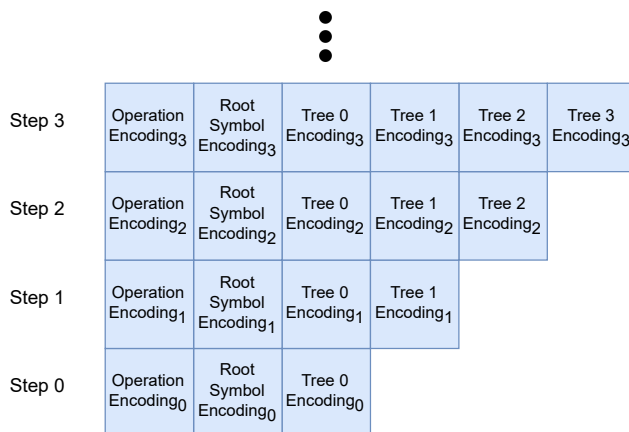 Step 3
Operation
Encoding3
Root
Symbol
Encoding3
Tree 0
Encoding3
Tree 1
Encoding3
Tree 2
Encoding3
Tree 3
Encoding3
Step 2
Operation
Encoding2
Root
Symbol
Encoding2
Tree 0
Encoding2
Tree 1
Encoding2
Tree 2
Encoding2
Step 1
Operation
Encoding1
Root
Symbol
Encoding1
Tree 0
Encoding1
Tree 1
Encoding1
Step 0
Operation
Encoding0
Root
Symbol
Encoding0
Tree 0
Encoding0